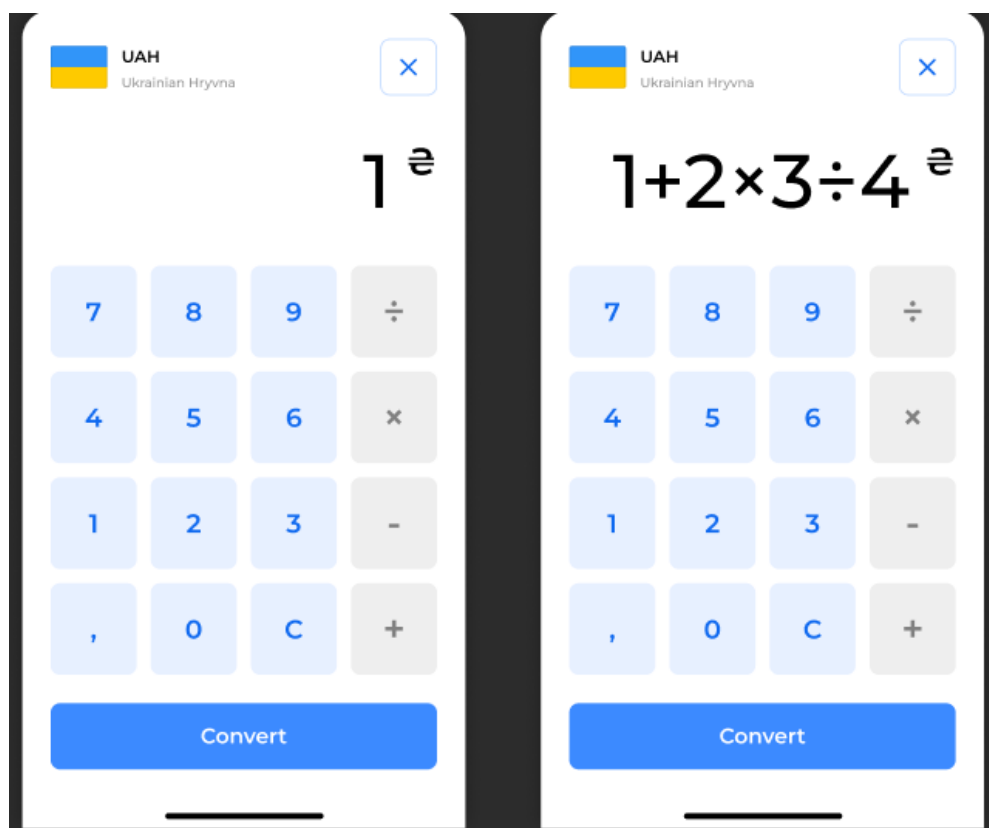 UAH
Ukrainian Hryvna
1 ₴
7 8 9 ÷
4 5 6 ×
1 2 3 -
, 0 C +
Convert
UAH
Ukrainian Hryvna
1+2×3÷4 ₴
7 8 9 ÷
4 5 6 ×
1 2 3 -
, 0 C +
Convert